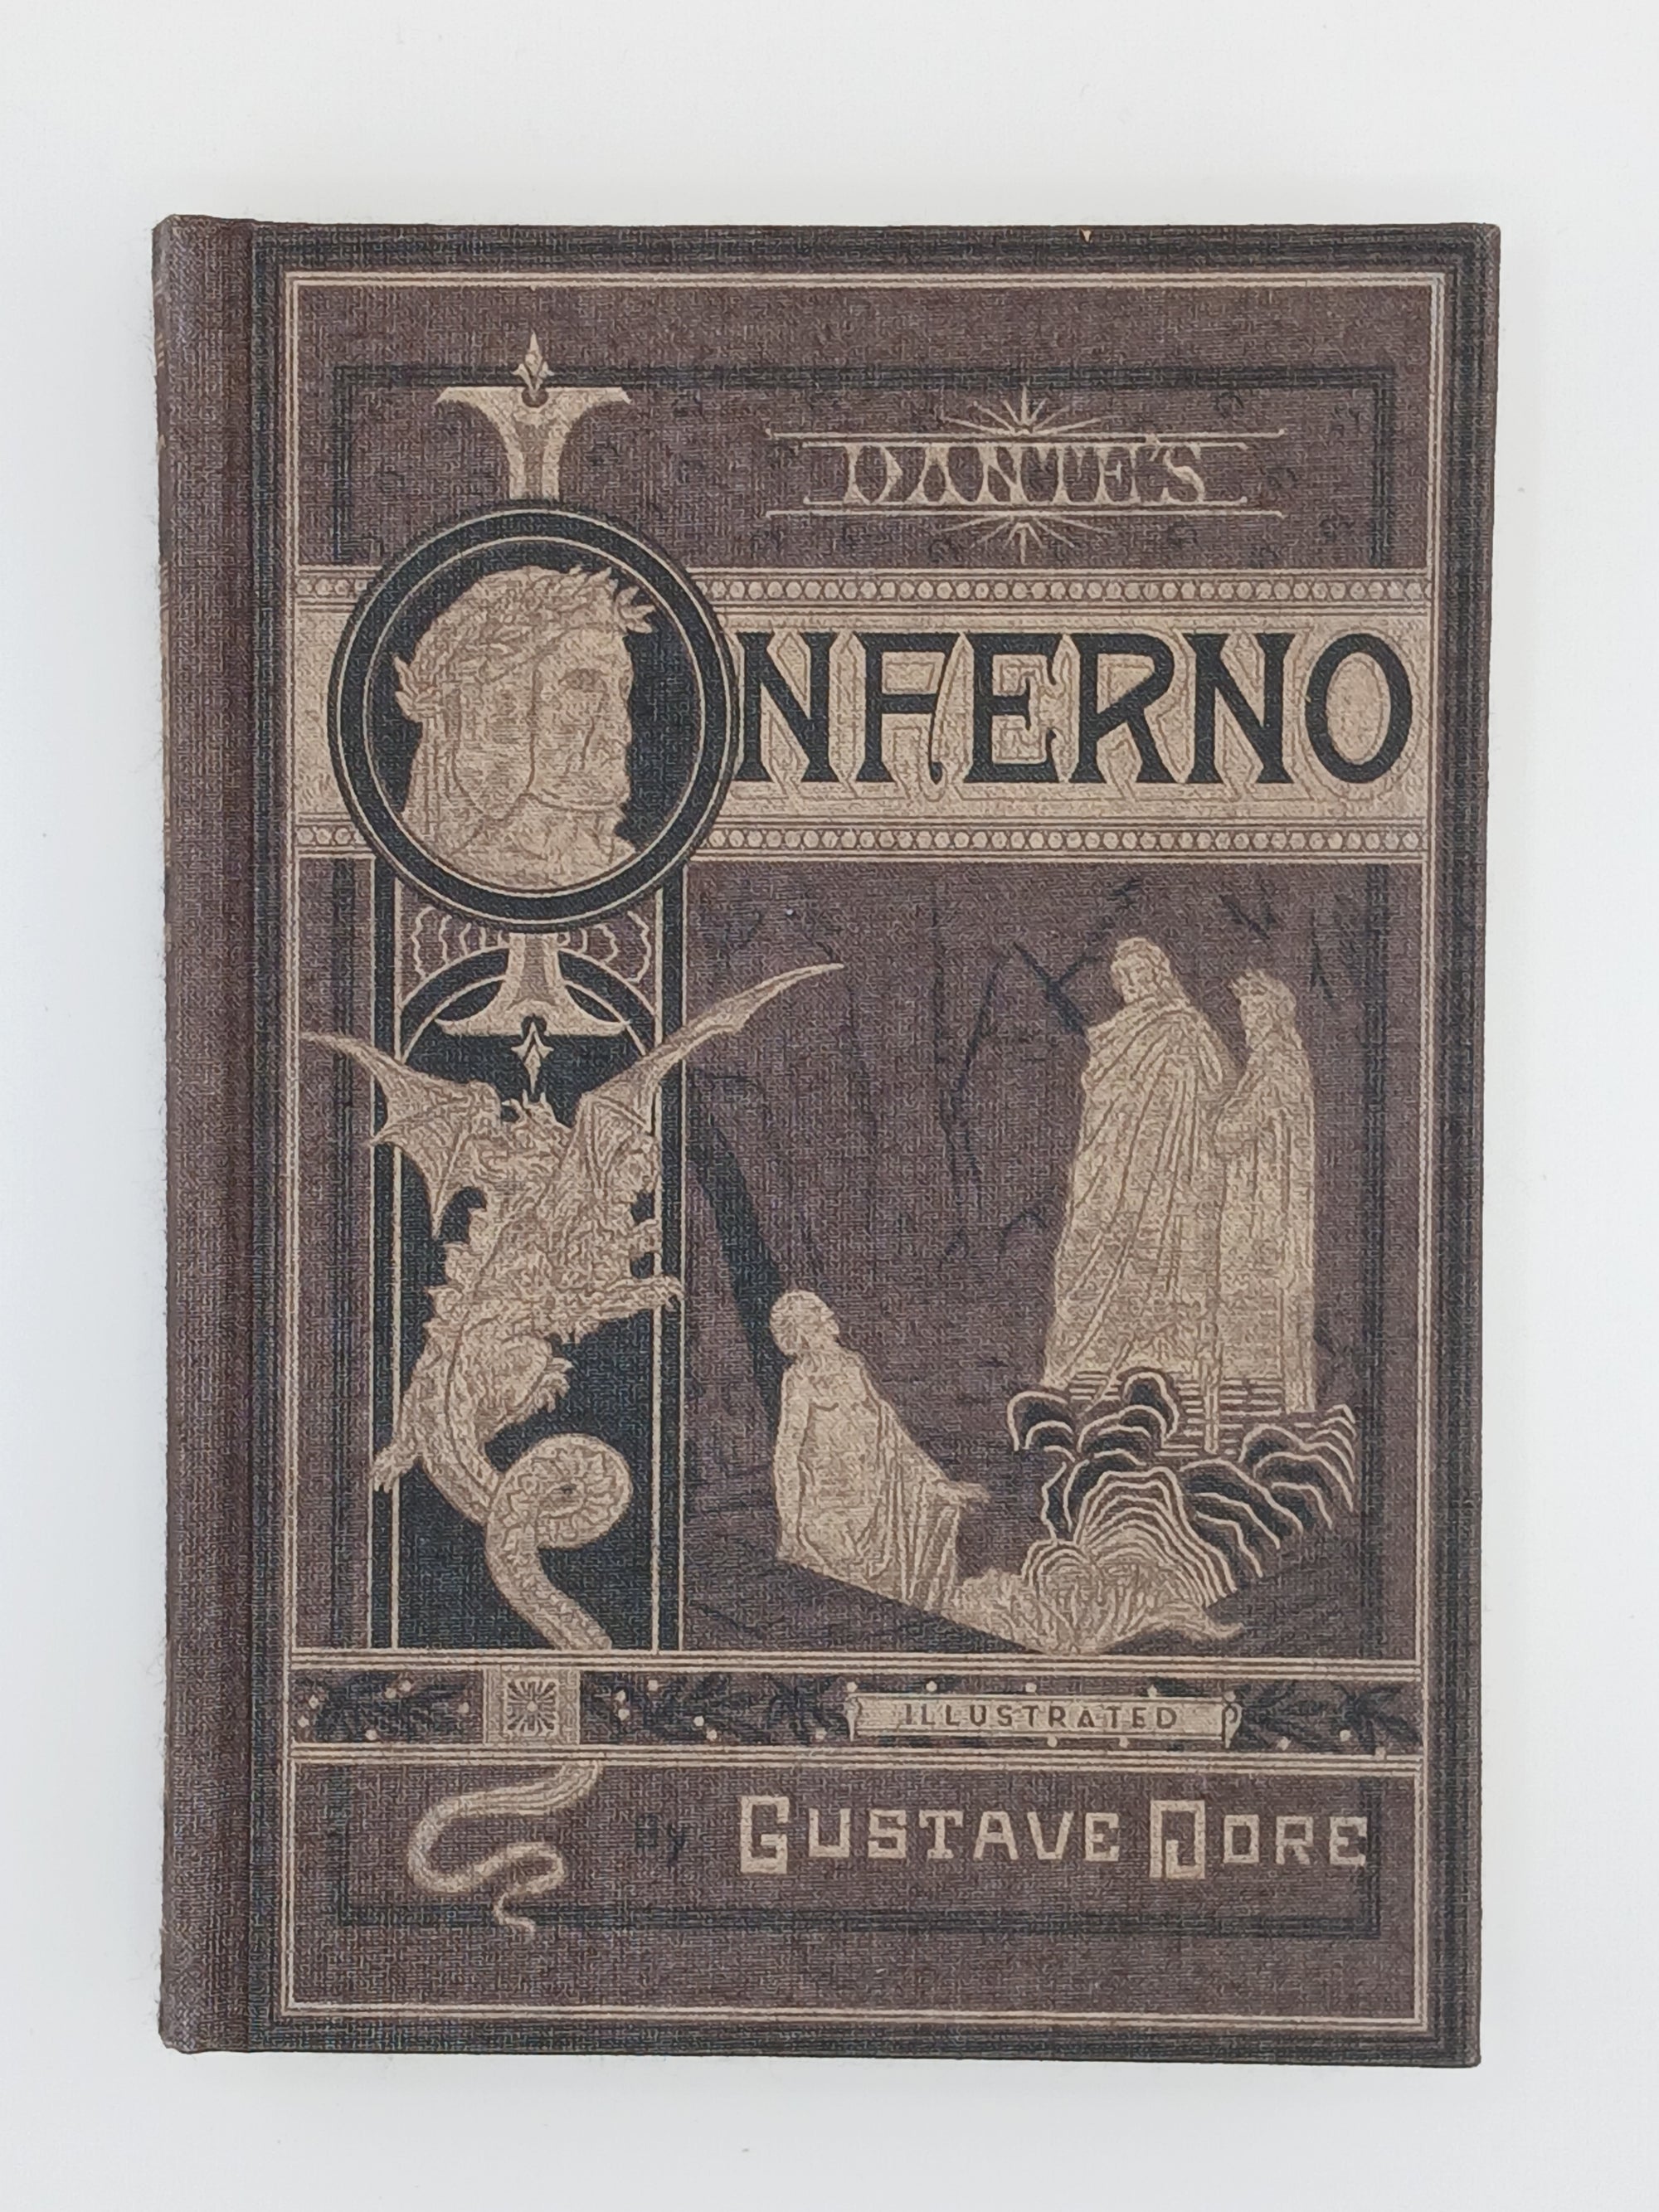 DANTE'S
INFERNO
ILLUSTRATED
By GUSTAVE DORE